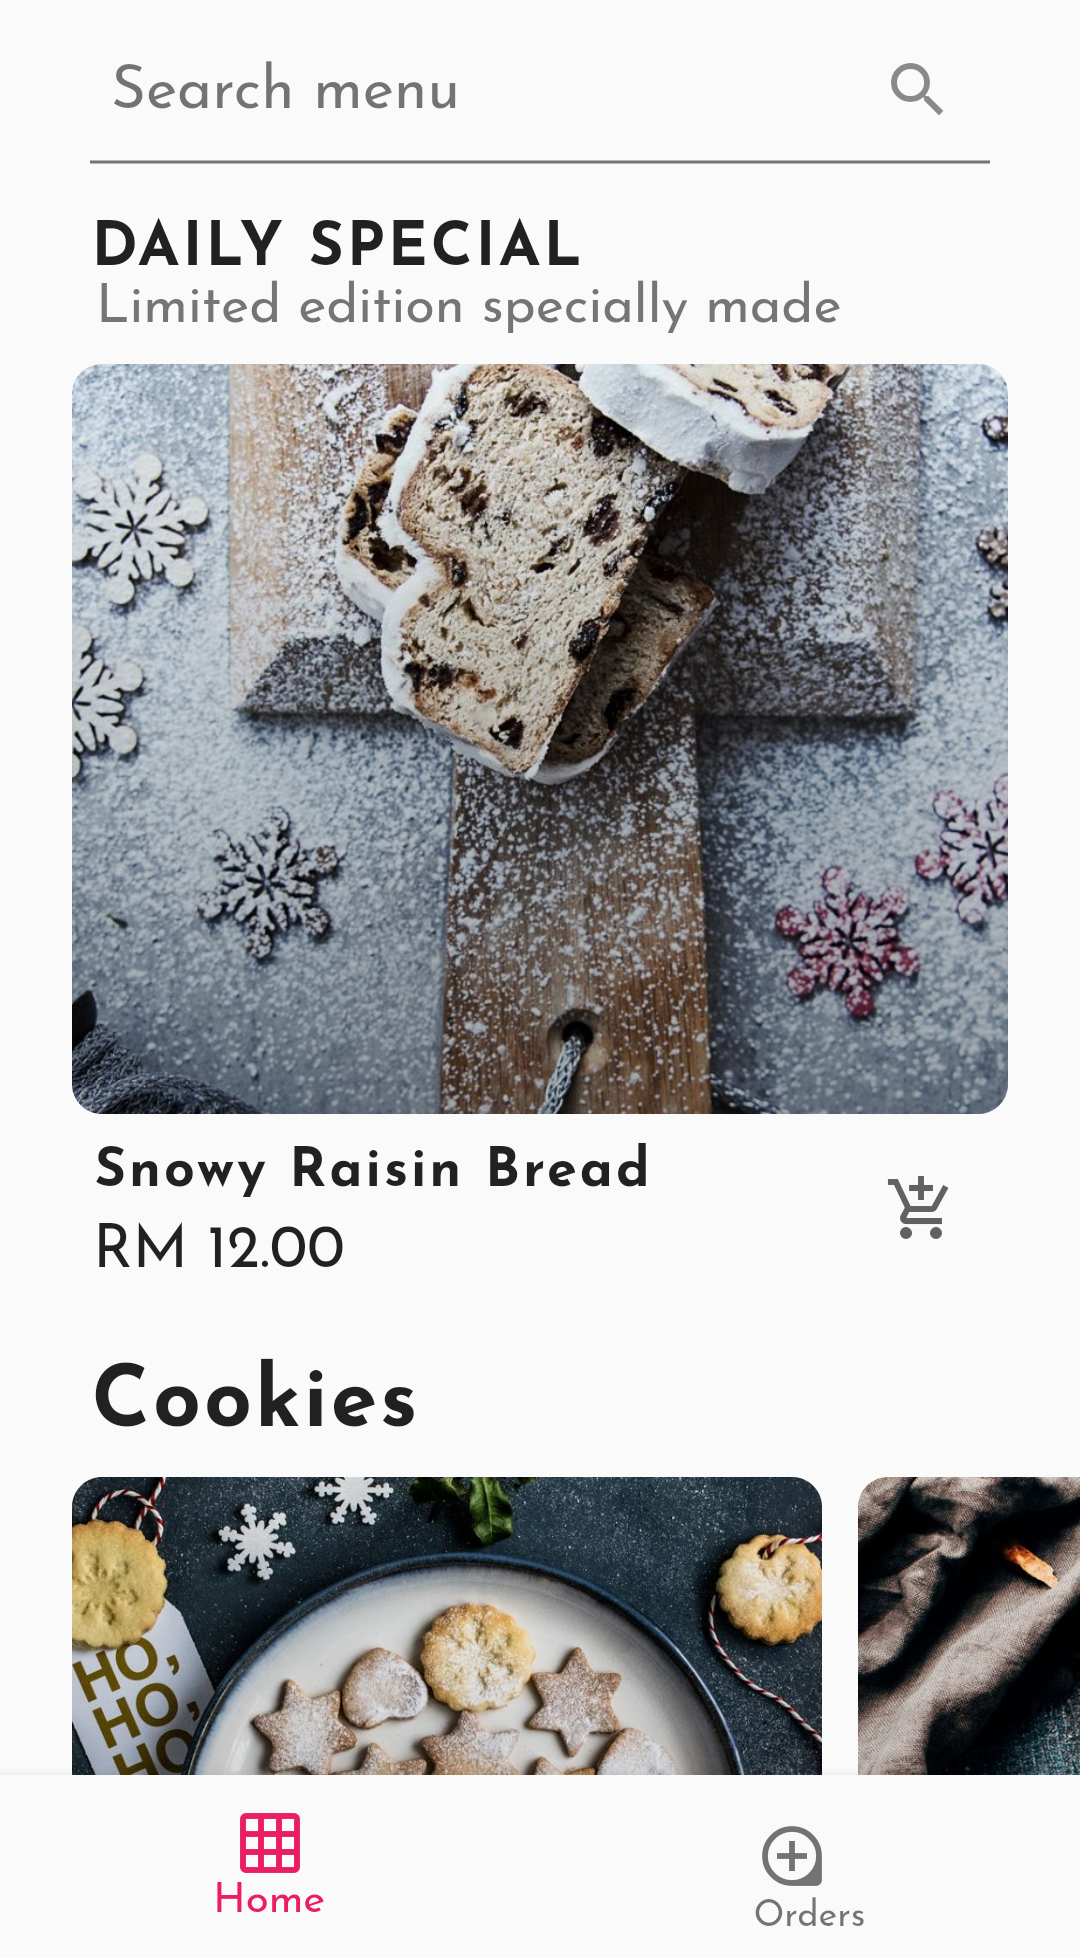 Search menu
DAILY SPECIAL
Limited edition specially made
Snowy Raisin Bread
RM 12.00
Cookies
HO,
HO,
HO
Home
Orders